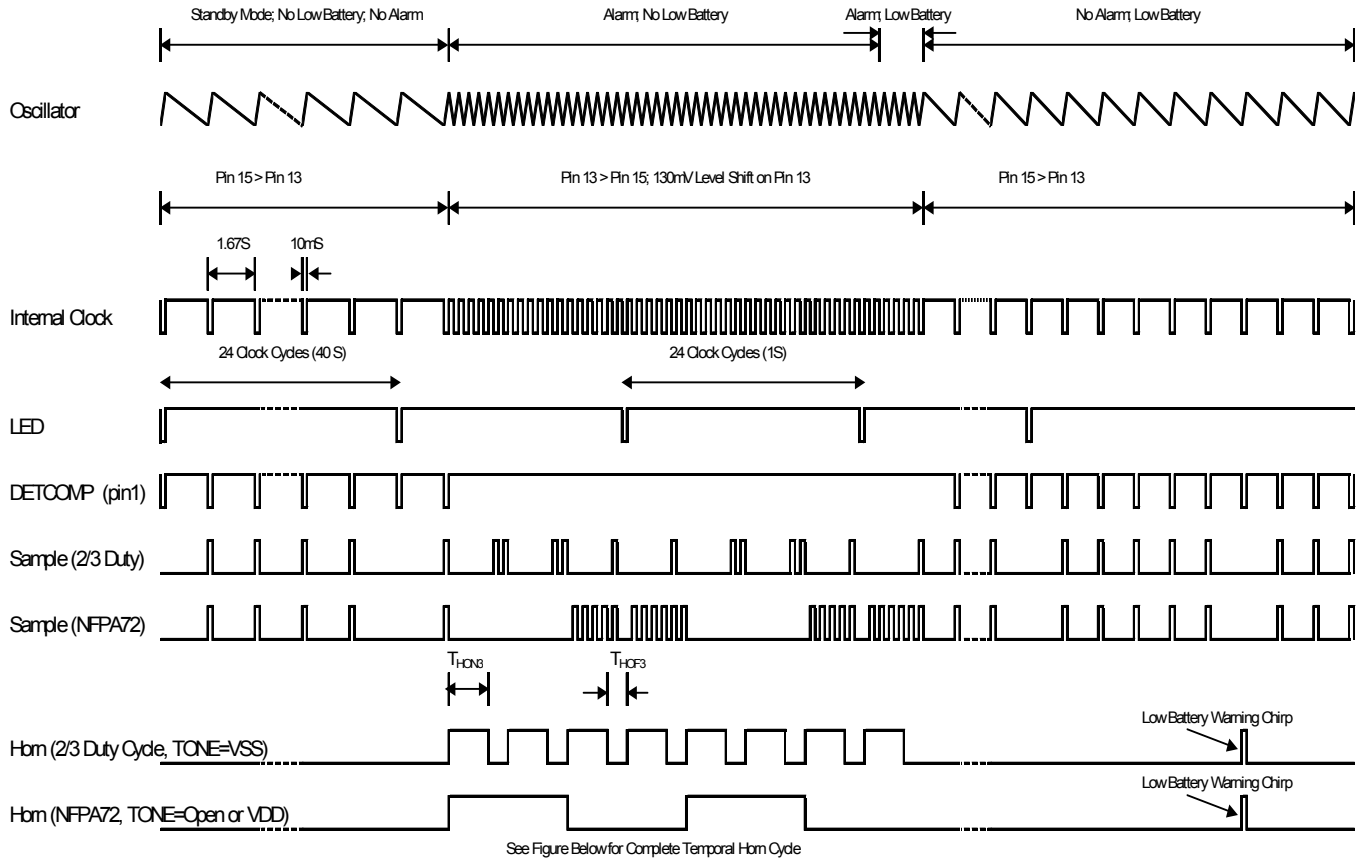 Standby Mode; No Low Battery; No Alarm
Alarm; No Low Battery
Alarm; Low Battery
No Alarm; Low Battery
Oscillator
Pin 15 > Pin 13
Pin 13 > Pin 15; 130mV Level Shift on Pin 13
Pin 15 > Pin 13
1.67S
10mS
Internal Clock
24 Clock Cycles (40 S)
24 Clock Cycles (1S)
LED
DETCOMP (pin1)
Sample (2/3 Duty)
Sample (NFPA72)
THON3
THOF3
Low Battery Warning Chirp
Horn (2/3 Duty Cycle, TONE=VSS)
Low Battery Warning Chirp
Horn (NFPA72, TONE=Open or VDD)
See Figure Below for Complete Temporal Horn Cycle